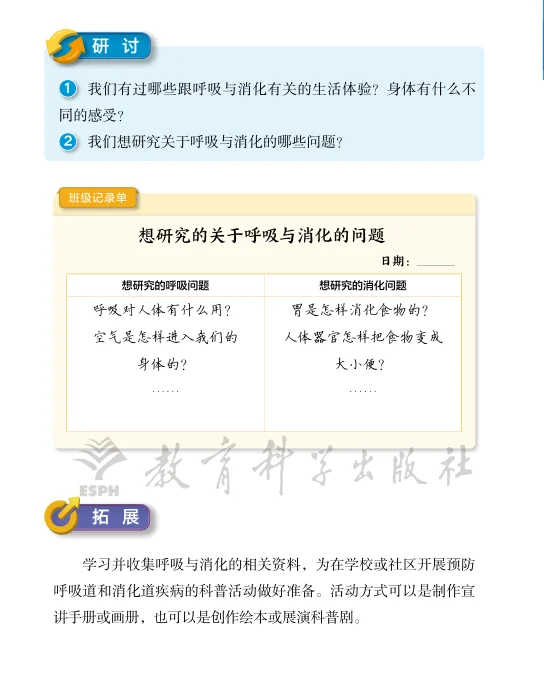 研讨
1 我们有过哪些跟呼吸与消化有关的生活体验？身体有什么不
同的感受？
2 我们想研究关于呼吸与消化的哪些问题？
班级记录单
想研究的关于呼吸与消化的问题
日期：______
想研究的呼吸问题
呼吸对人体有什么用？
空气是怎样进入我们的
身体的？
……
想研究的消化问题
胃是怎样消化食物的？
人体器官怎样把食物变成
大小便？
……
ESPH
教育科学出版社
拓展
学习并收集呼吸与消化的相关资料，为在学校或社区开展预防
呼吸道和消化道疾病的科普活动做好准备。活动方式可以是制作宣
讲手册或画册，也可以是创作绘本或展演科普剧。